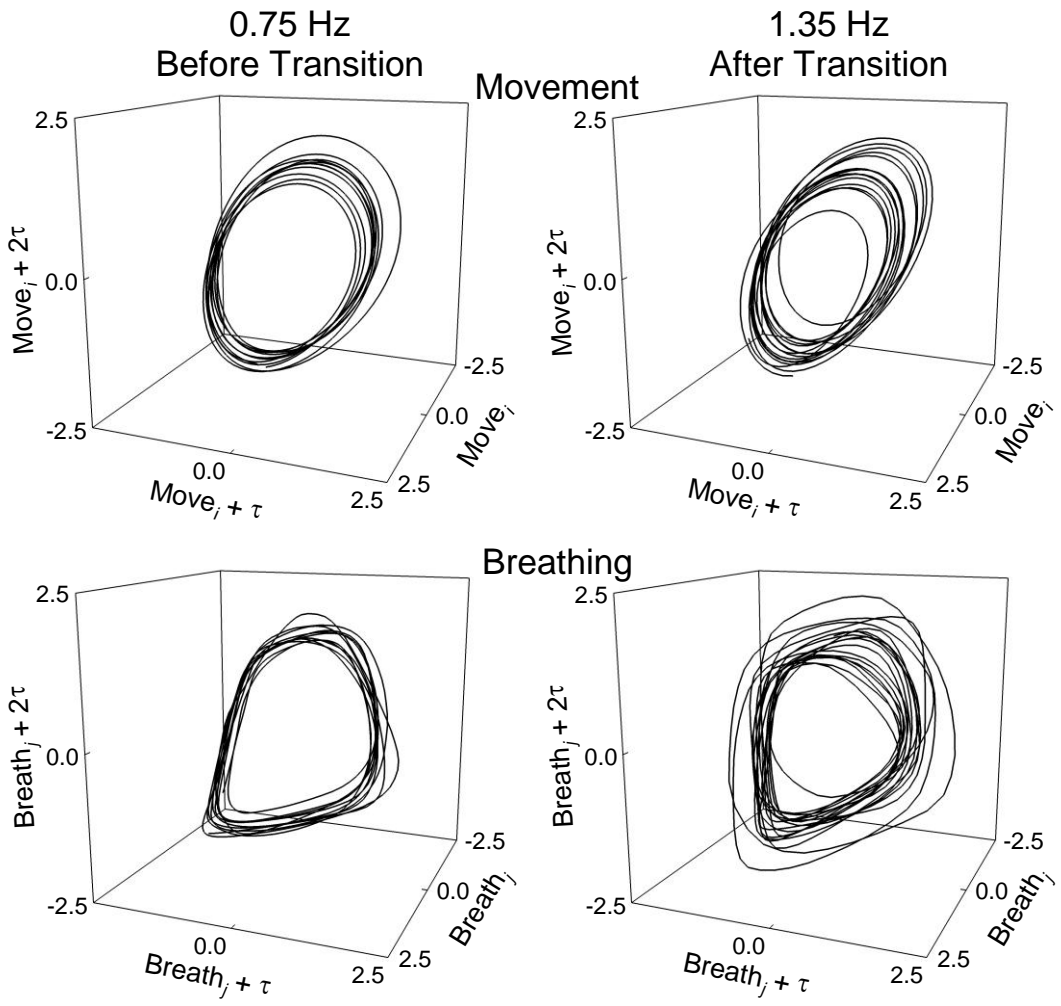 0.75 Hz
Before Transition
1.35 Hz
After Transition
Movement
2.5
0.0
-2.5
Move_i + 2τ
0.0
2.5
Move_i + τ
2.5
0.0
-2.5
Move_i
2.5
0.0
-2.5
Move_i + 2τ
0.0
2.5
Move_i + τ
2.5
0.0
-2.5
Move_i
Breathing
2.5
0.0
-2.5
Breath_j + 2τ
0.0
2.5
Breath_j + τ
2.5
0.0
-2.5
Breath_j
2.5
0.0
-2.5
Breath_j + 2τ
0.0
2.5
Breath_j + τ
2.5
0.0
-2.5
Breath_j